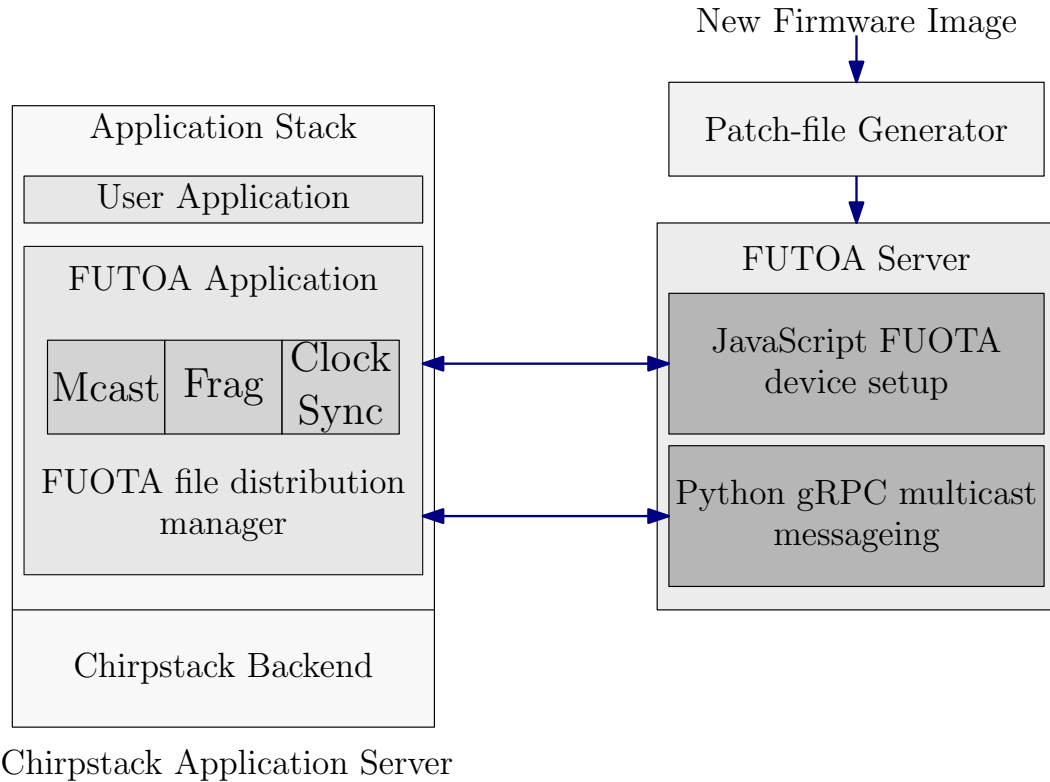 New Firmware Image
Patch-file Generator
Application Stack
User Application
FUTOA Application
Mcast
Frag
Clock
Sync
FUOTA file distribution
manager
Chirpstack Backend
Chirpstack Application Server
FUTOA Server
JavaScript FUOTA
device setup
Python gRPC multicast
messageing